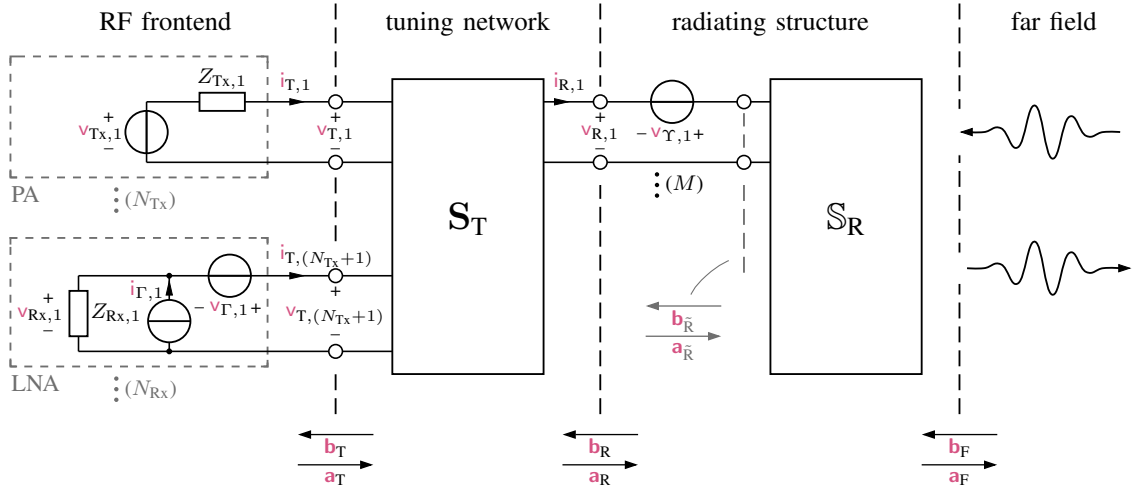 RF frontend
tuning network
radiating structure
far field
Z_{Tx,1}
i_{T,1}
i_{R,1}
+
v_{Tx,1}
−
+
v_{T,1}
−
+
v_{R,1}
−
− v_{ϒ,1} +
PA
⋮ (N_{Tx})
⋮ (M)
S_T
𝕊_R
i_{T,(N_{Tx}+1)}
+
v_{Rx,1}
−
Z_{Rx,1}
i_{Γ,1}
− v_{Γ,1} +
+
v_{T,(N_{Tx}+1)}
−
b_{R̃}
a_{R̃}
LNA
⋮ (N_{Rx})
b_T
a_T
b_R
a_R
b_F
a_F